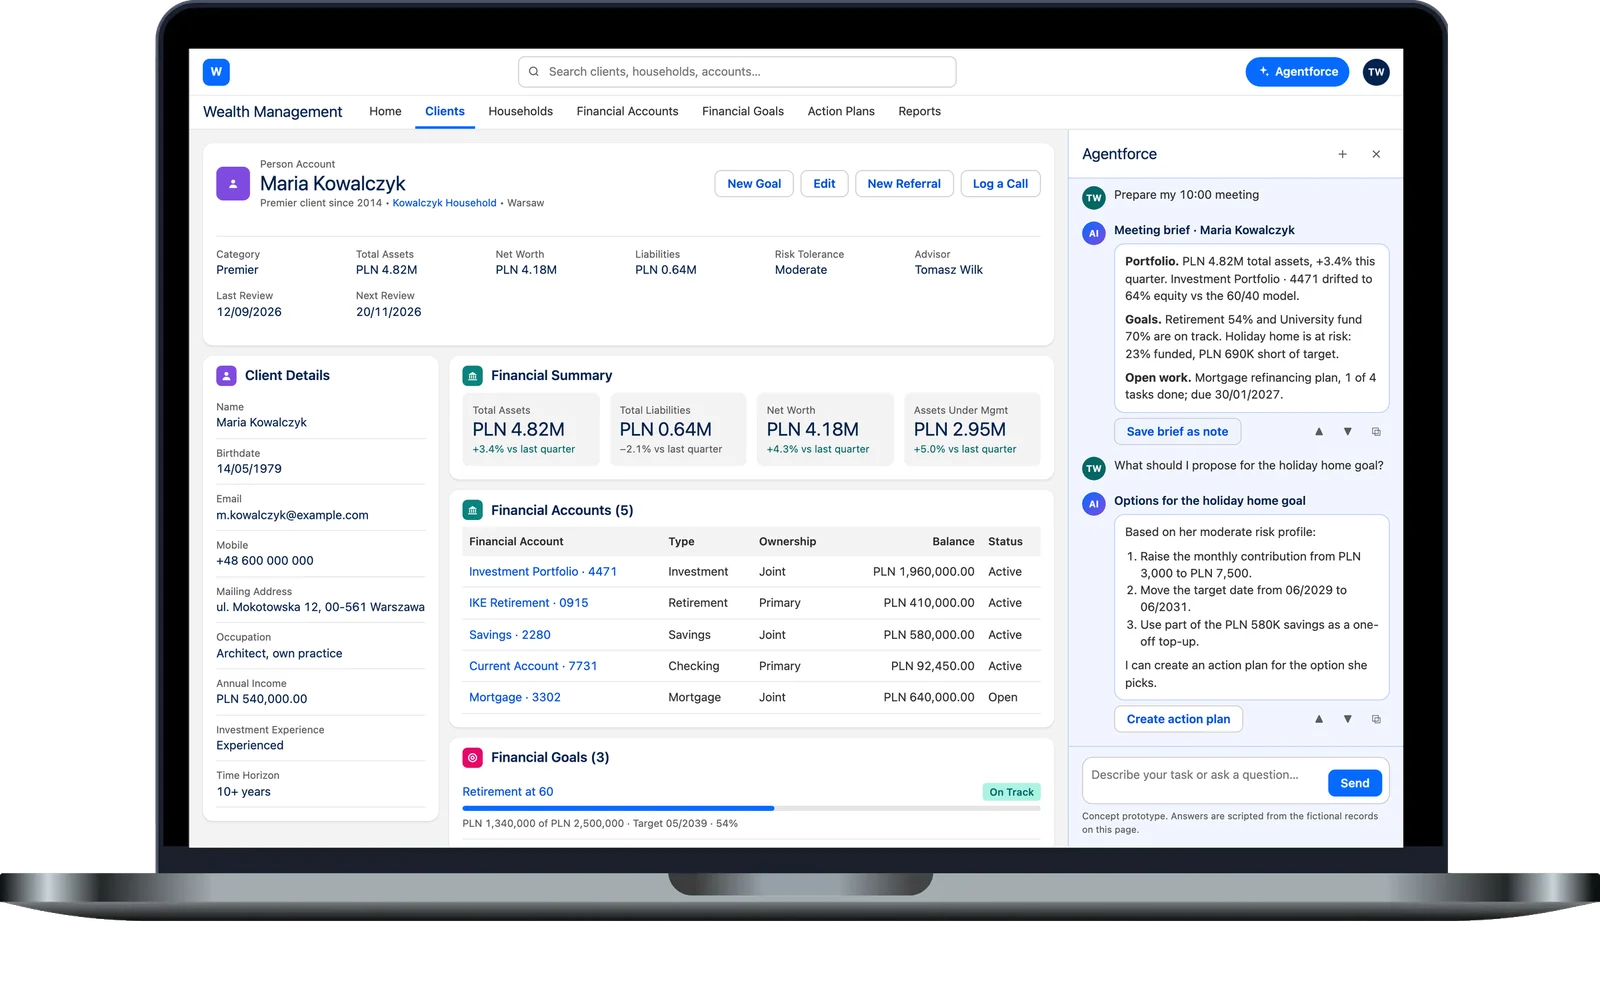 W
Search clients, households, accounts...
Agentforce
TW
Wealth Management
Home
Clients
Households
Financial Accounts
Financial Goals
Action Plans
Reports
Person Account
Maria Kowalczyk
Premier client since 2014 • Kowalczyk Household • Warsaw
New Goal
Edit
New Referral
Log a Call
Category
Premier
Total Assets
PLN 4.82M
Net Worth
PLN 4.18M
Liabilities
PLN 0.64M
Risk Tolerance
Moderate
Advisor
Tomasz Wilk
Last Review
12/09/2026
Next Review
20/11/2026
Client Details
Name
Maria Kowalczyk
Birthdate
14/05/1979
Email
m.kowalczyk@example.com
Mobile
+48 600 000 000
Mailing Address
ul. Mokotowska 12, 00-561 Warszawa
Occupation
Architect, own practice
Annual Income
PLN 540,000.00
Investment Experience
Experienced
Time Horizon
10+ years
Financial Summary
Total Assets
PLN 4.82M
+3.4% vs last quarter
Total Liabilities
PLN 0.64M
−2.1% vs last quarter
Net Worth
PLN 4.18M
+4.3% vs last quarter
Assets Under Mgmt
PLN 2.95M
+5.0% vs last quarter
Financial Accounts (5)
Financial Account Type Ownership Balance Status
Investment Portfolio · 4471 Investment Joint PLN 1,960,000.00 Active
IKE Retirement · 0915 Retirement Primary PLN 410,000.00 Active
Savings · 2280 Savings Joint PLN 580,000.00 Active
Current Account · 7731 Checking Primary PLN 92,450.00 Active
Mortgage · 3302 Mortgage Joint PLN 640,000.00 Open
Financial Goals (3)
Retirement at 60
On Track
PLN 1,340,000 of PLN 2,500,000 · Target 05/2039 · 54%
Agentforce
TW
Prepare my 10:00 meeting
AI
Meeting brief · Maria Kowalczyk
Portfolio. PLN 4.82M total assets, +3.4% this
quarter. Investment Portfolio · 4471 drifted to
64% equity vs the 60/40 model.
Goals. Retirement 54% and University fund
70% are on track. Holiday home is at risk:
23% funded, PLN 690K short of target.
Open work. Mortgage refinancing plan, 1 of 4
tasks done; due 30/01/2027.
Save brief as note
TW
What should I propose for the holiday home goal?
AI
Options for the holiday home goal
Based on her moderate risk profile:
1. Raise the monthly contribution from PLN
3,000 to PLN 7,500.
2. Move the target date from 06/2029 to
06/2031.
3. Use part of the PLN 580K savings as a one-
off top-up.
I can create an action plan for the option she
picks.
Create action plan
Describe your task or ask a question...
Send
Concept prototype. Answers are scripted from the fictional records
on this page.